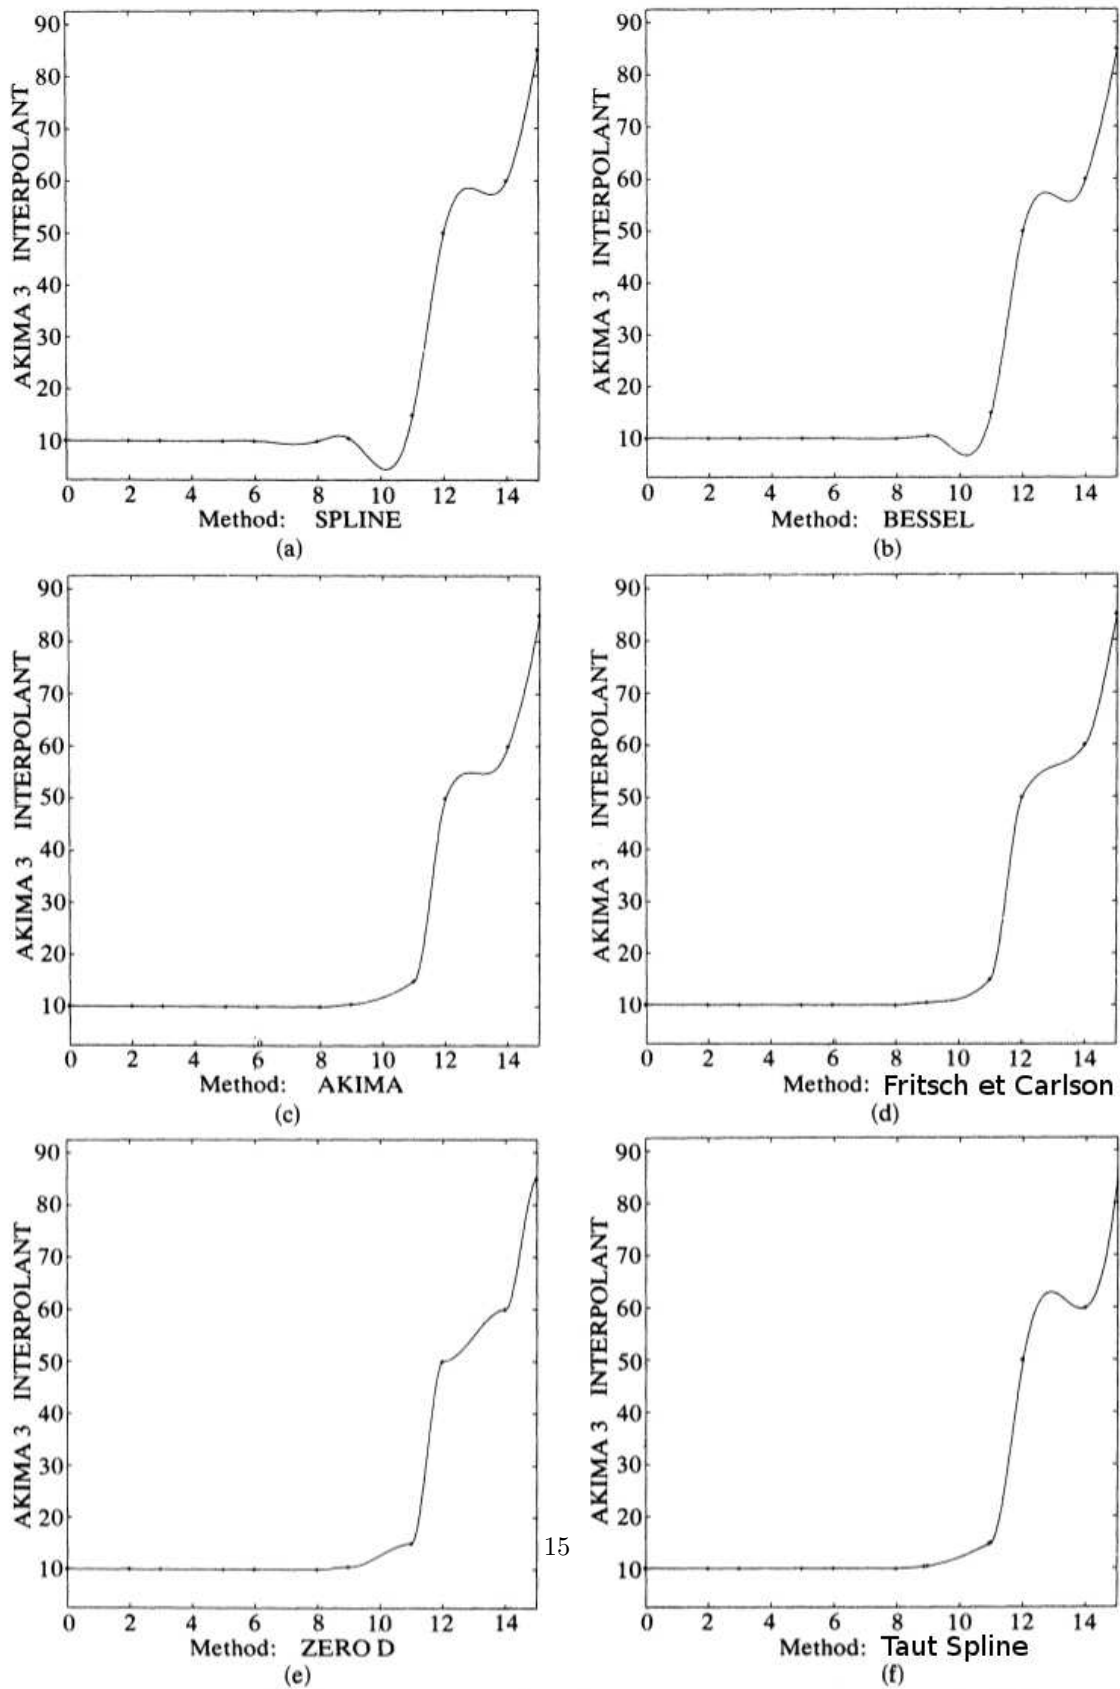 90
80
70
60
50
40
30
20
10
AKIMA 3 INTERPOLANT
0 2 4 6 8 10 12 14
Method: SPLINE
(a)
90
80
70
60
50
40
30
20
10
AKIMA 3 INTERPOLANT
0 2 4 6 8 10 12 14
Method: BESSEL
(b)
90
80
70
60
50
40
30
20
10
AKIMA 3 INTERPOLANT
0 2 4 6 8 10 12 14
Method: AKIMA
(c)
90
80
70
60
50
40
30
20
10
AKIMA 3 INTERPOLANT
0 2 4 6 8 10 12 14
Method: Fritsch et Carlson
(d)
90
80
70
60
50
40
30
20
10
AKIMA 3 INTERPOLANT
0 2 4 6 8 10 12 14
Method: ZERO D
(e)
15
90
80
70
60
50
40
30
20
10
AKIMA 3 INTERPOLANT
0 2 4 6 8 10 12 14
Method: Taut Spline
(f)